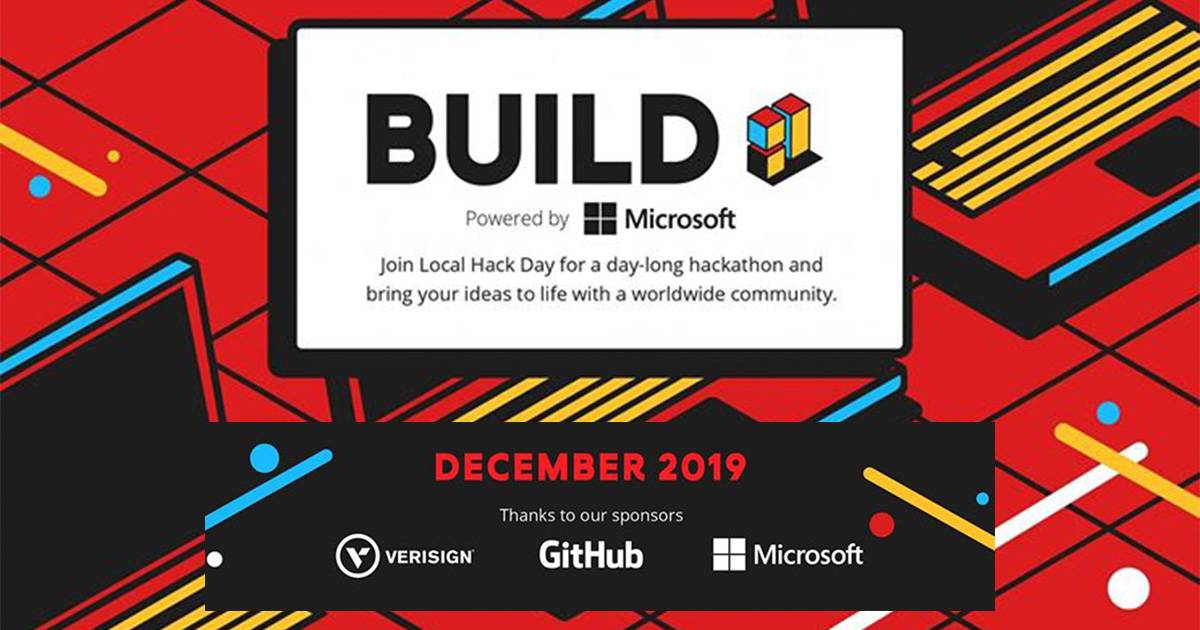 BUILD
Powered by Microsoft
Join Local Hack Day for a day-long hackathon and
bring your ideas to life with a worldwide community.
DECEMBER 2019
Thanks to our sponsors
VERISIGN GitHub Microsoft